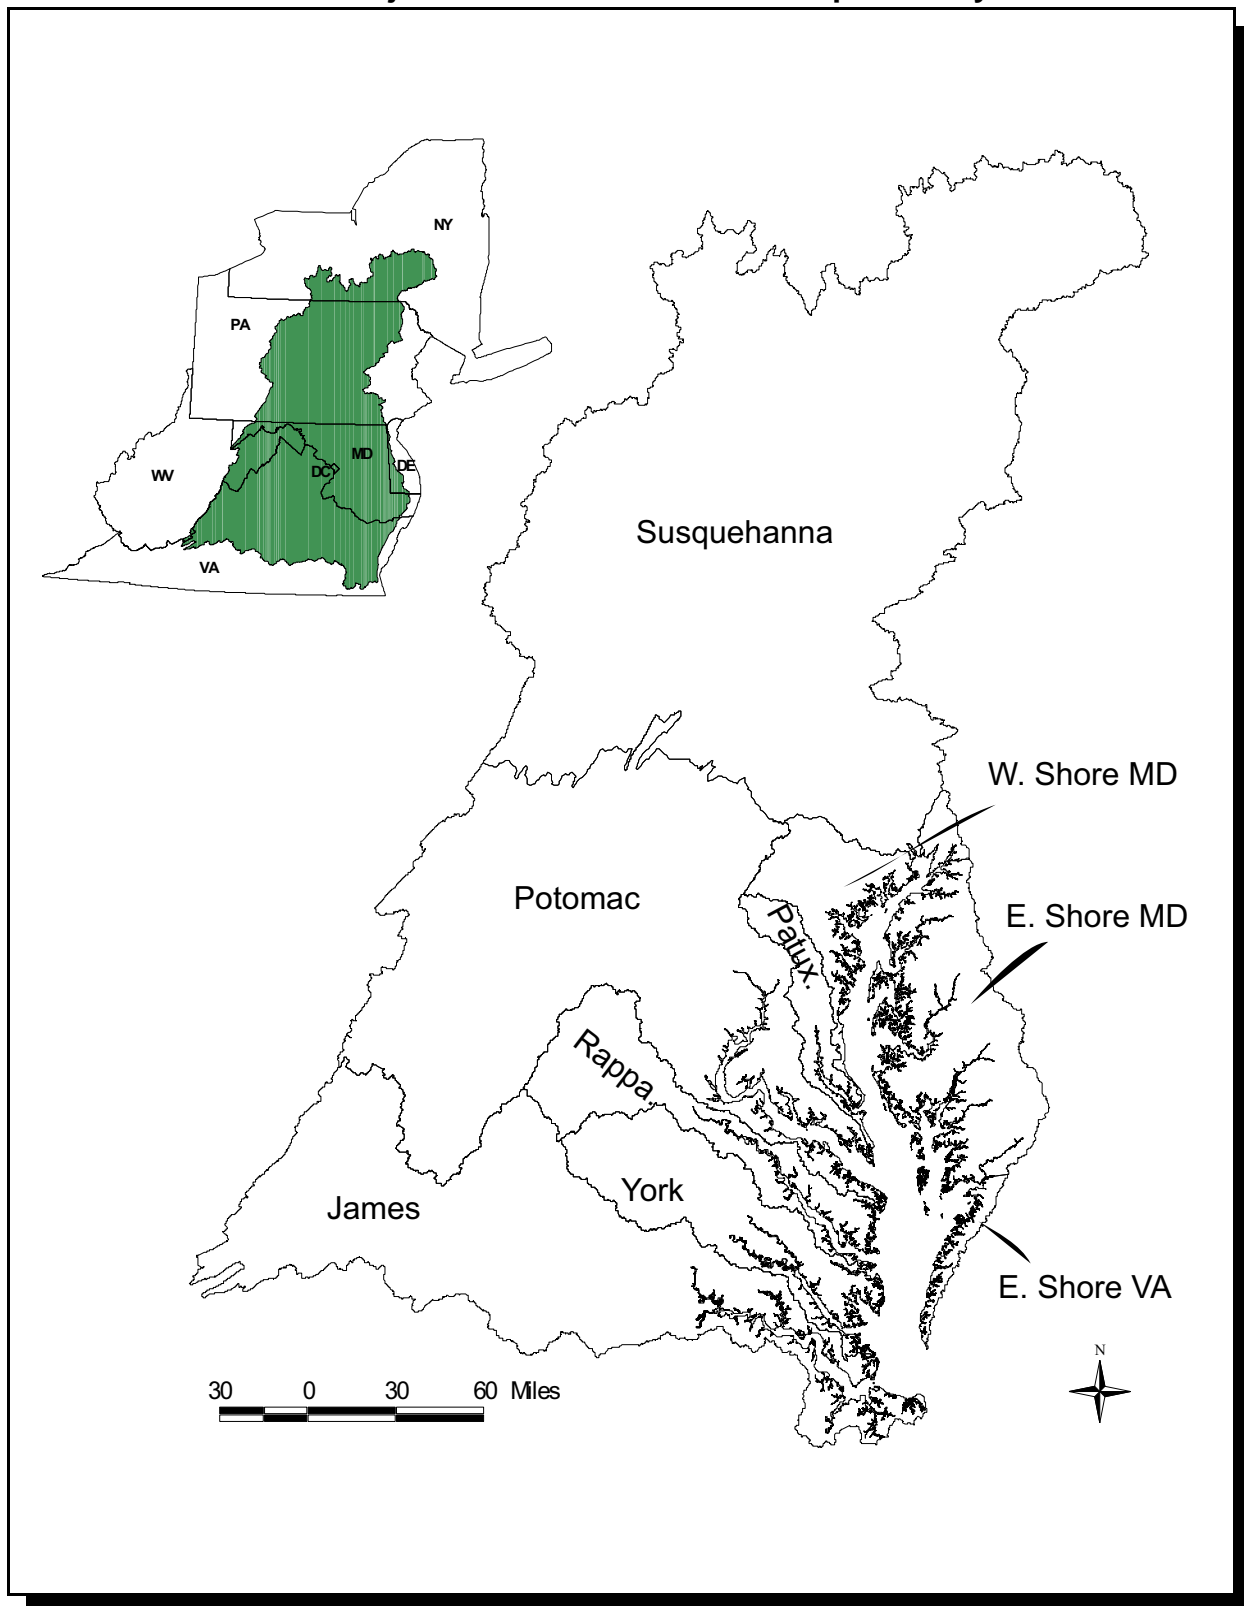 NY
PA
WV
MD
DC
DE
VA
Susquehanna
W. Shore MD
Potomac
E. Shore MD
Patux.
Rappa.
York
James
E. Shore VA
N
30 0 30 60 Miles